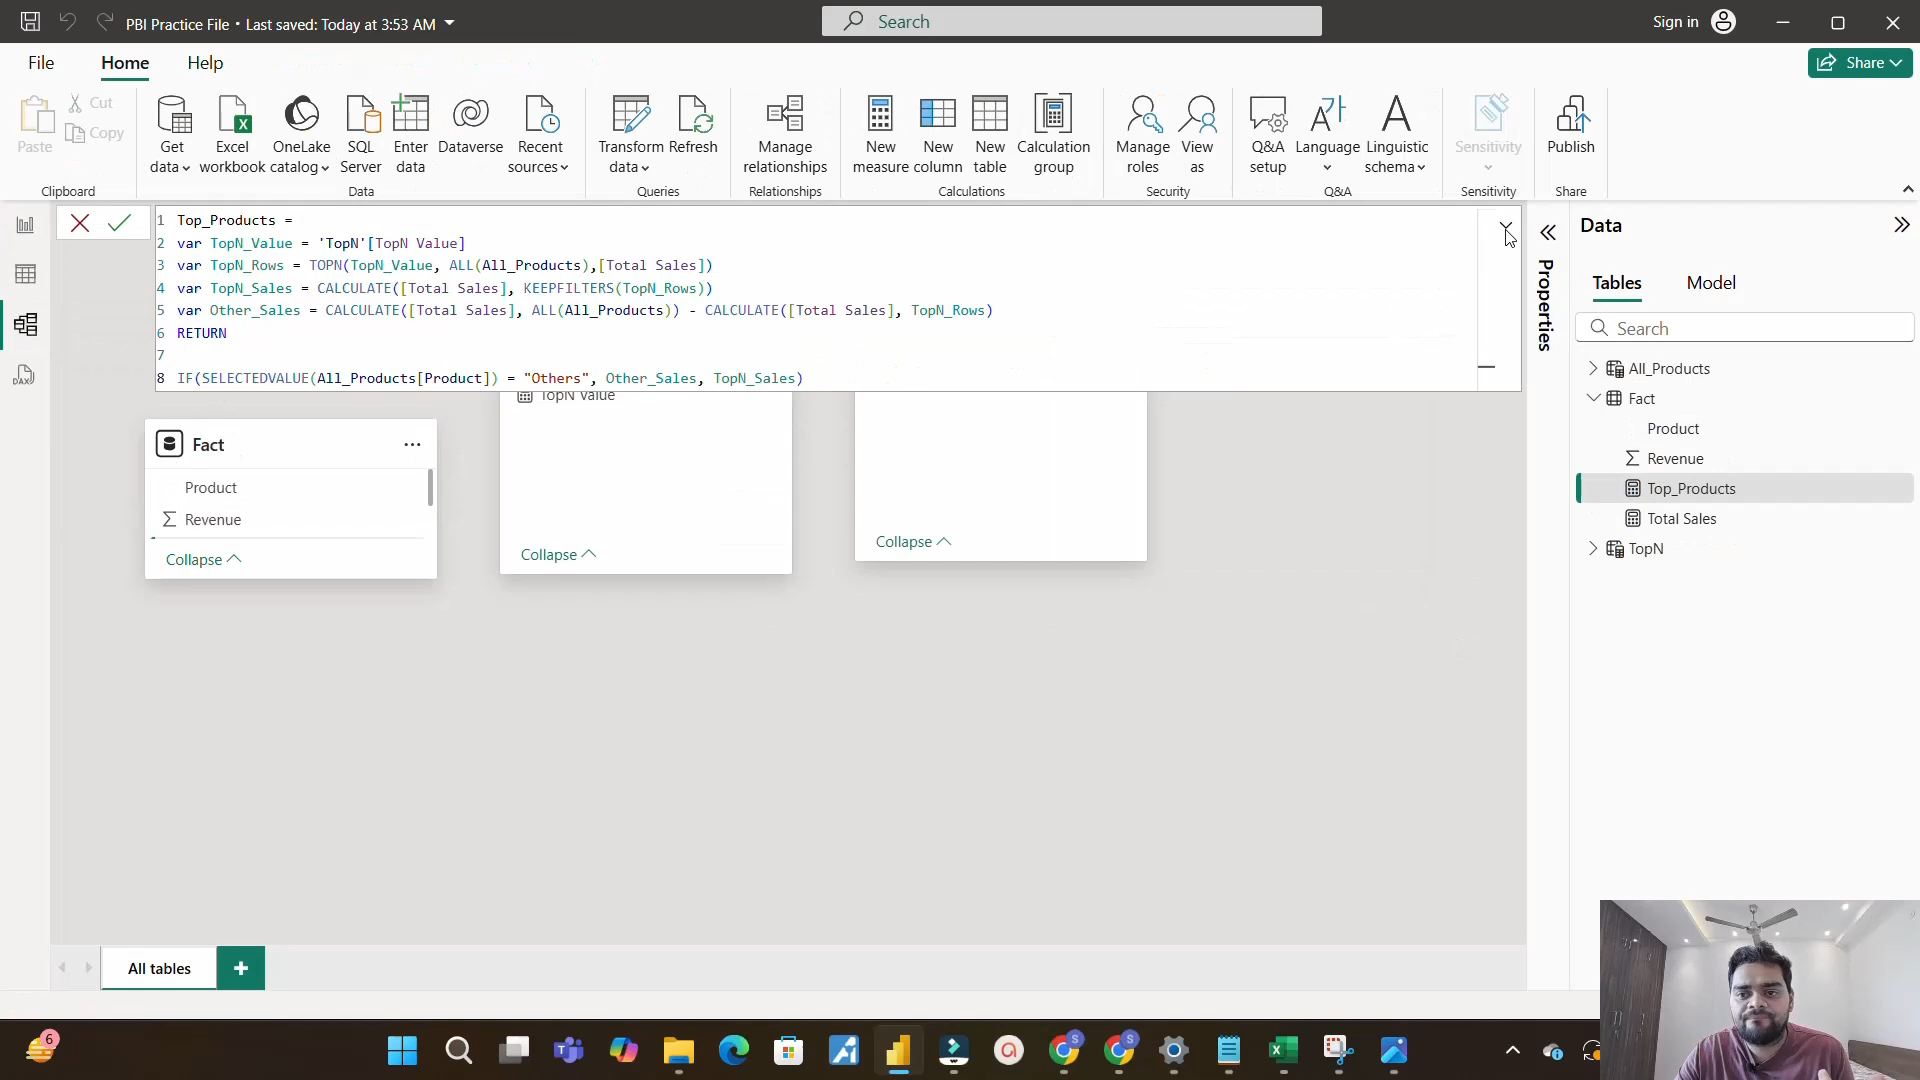 PBI Practice File • Last saved: Today at 3:53 AM
Search
Sign in
File
Home
Help
Share
Paste
Cut
Copy
Get data
Excel workbook
OneLake catalog
SQL Server
Enter data
Dataverse
Recent sources
Transform data
Refresh
Manage relationships
New measure
New column
New table
Calculation group
Manage roles
View as
Q&A setup
Language
Linguistic schema
Sensitivity
Publish
Clipboard
Data
Queries
Relationships
Calculations
Security
Q&A
Sensitivity
Share
1 Top_Products =
2 var TopN_Value = 'TopN'[TopN Value]
3 var TopN_Rows = TOPN(TopN_Value, ALL(All_Products),[Total Sales])
4 var TopN_Sales = CALCULATE([Total Sales], KEEPFILTERS(TopN_Rows))
5 var Other_Sales = CALCULATE([Total Sales], ALL(All_Products)) - CALCULATE([Total Sales], TopN_Rows)
6 RETURN
7
8 IF(SELECTEDVALUE(All_Products[Product]) = "Others", Other_Sales, TopN_Sales)
TopN Value
Fact
Product
Revenue
Collapse
Collapse
Collapse
Properties
Data
Tables
Model
Search
All_Products
Fact
Product
Revenue
Top_Products
Total Sales
TopN
All tables
6